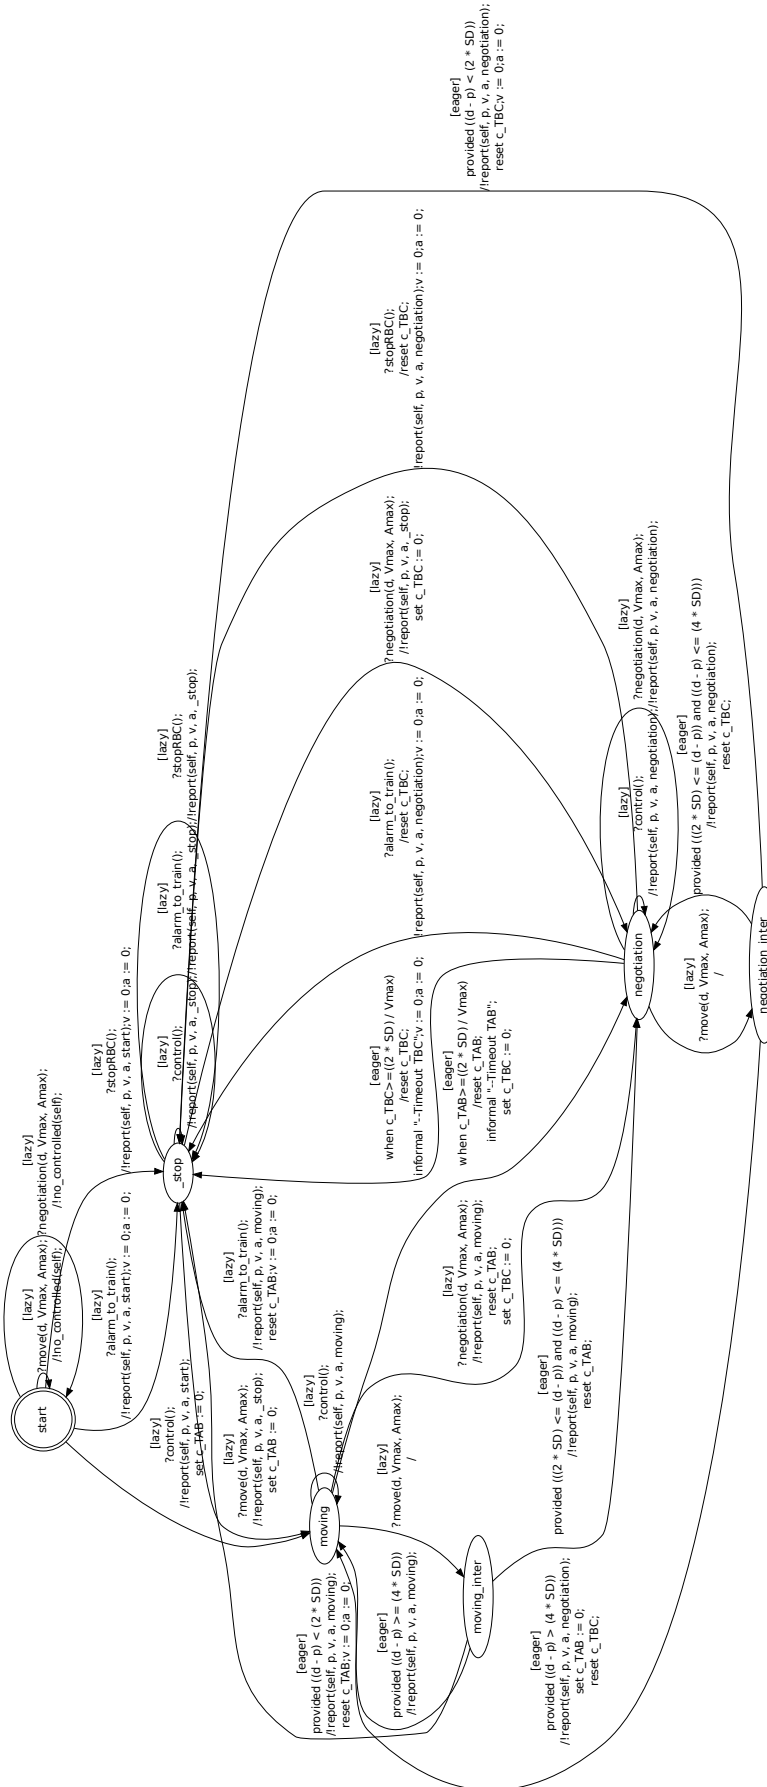 [eager]
provided ((d - p) < (2 * SD))
/!report(self, p, v, a, negotiation);
reset c_TBC;v := 0;a := 0;
[lazy]
?stopRBC();
/reset c_TBC;
!report(self, p, v, a, negotiation);v := 0;a := 0;
[lazy]
?negotiation(d, Vmax, Amax);
/!report(self, p, v, a, _stop);
set c_TBC := 0;
[lazy]
?alarm_to_train();
/reset c_TBC;
!report(self, p, v, a, negotiation);v := 0;a := 0;
[eager]
when c_TBC>=((2 * SD) / Vmax)
/reset c_TBC;
informal "--Timeout TBC";v := 0;a := 0;
[eager]
when c_TAB>=((2 * SD) / Vmax)
/reset c_TAB;
informal "--Timeout TAB";
set c_TBC := 0;
[lazy]
?negotiation(d, Vmax, Amax);
/!report(self, p, v, a, negotiation);
[lazy]
?control();
/!report(self, p, v, a, negotiation);
[eager]
provided (((2 * SD) <= (d - p)) and ((d - p) <= (4 * SD)))
/!report(self, p, v, a, negotiation);
reset c_TBC;
[lazy]
?move(d, Vmax, Amax);
/
negotiation
negotiation_inter
[lazy]
?stopRBC();
/!report(self, p, v, a, _stop);
[lazy]
?alarm_to_train();
/!report(self, p, v, a, _stop);
[lazy]
?control();
/!report(self, p, v, a, _stop);
_stop
[lazy]
?stopRBC();
/!report(self, p, v, a, start);v := 0;a := 0;
[lazy]
?alarm_to_train();
/!report(self, p, v, a, start);v := 0;a := 0;
[lazy]
?negotiation(d, Vmax, Amax);
/!no_controlled(self);
[lazy]
?move(d, Vmax, Amax);
/!no_controlled(self);
start
[lazy]
?control();
/!report(self, p, v, a, start);
set c_TAB := 0;
[lazy]
?alarm_to_train();
/!report(self, p, v, a, moving);
reset c_TAB;v := 0;a := 0;
[lazy]
?move(d, Vmax, Amax);
/!report(self, p, v, a, _stop);
set c_TAB := 0;
[lazy]
?control();
/!report(self, p, v, a, moving);
[lazy]
?negotiation(d, Vmax, Amax);
/!report(self, p, v, a, moving);
reset c_TAB;
set c_TBC := 0;
[lazy]
?move(d, Vmax, Amax);
/
[eager]
provided (((2 * SD) <= (d - p)) and ((d - p) <= (4 * SD)))
/!report(self, p, v, a, moving);
reset c_TAB;
moving
moving_inter
[eager]
provided ((d - p) < (2 * SD))
/!report(self, p, v, a, moving);
reset c_TAB;v := 0;a := 0;
[eager]
provided ((d - p) >= (4 * SD))
/!report(self, p, v, a, moving);
[eager]
provided ((d - p) > (4 * SD))
/!report(self, p, v, a, negotiation);
set c_TAB := 0;
reset c_TBC;